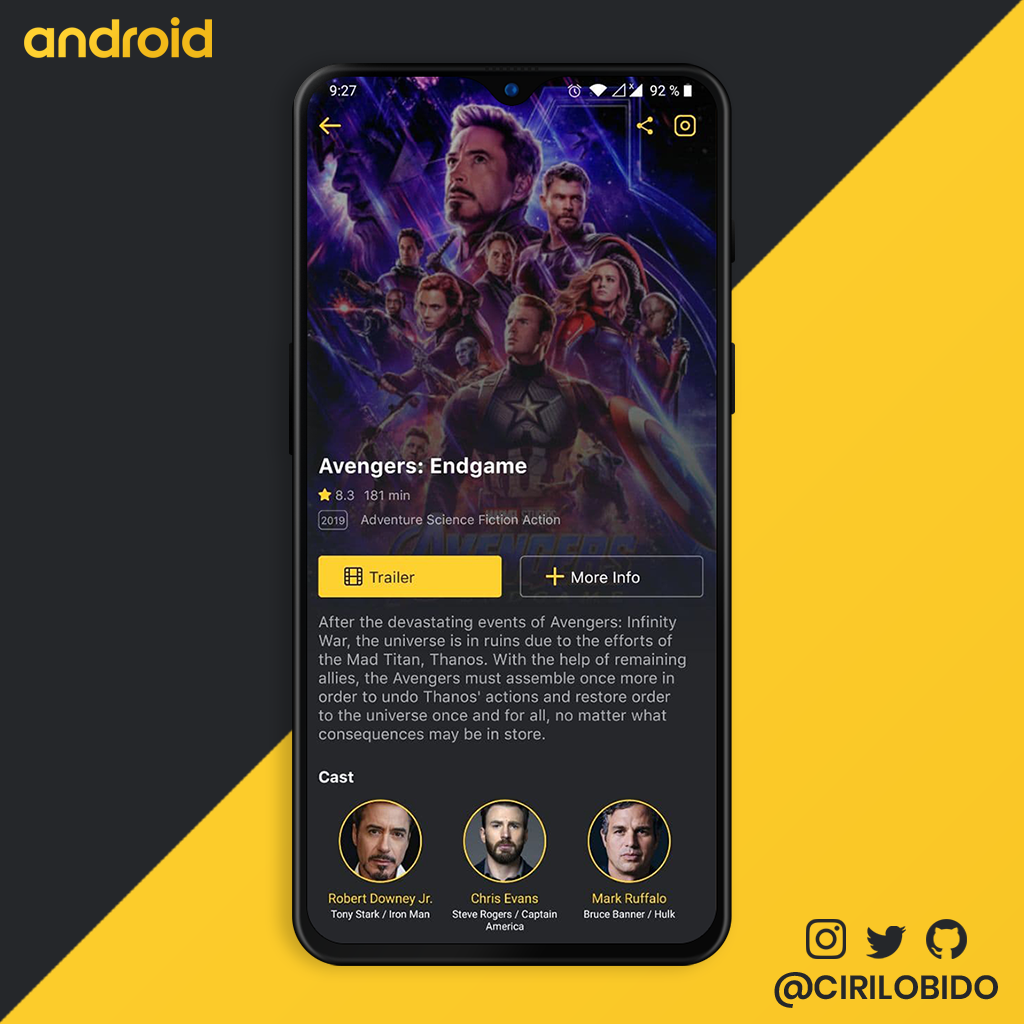 android
9:27
92 %
Avengers: Endgame
8.3 181 min
2019 Adventure Science Fiction Action
AVENGERS
Trailer
More Info
After the devastating events of Avengers: Infinity
War, the universe is in ruins due to the efforts of
the Mad Titan, Thanos. With the help of remaining
allies, the Avengers must assemble once more in
order to undo Thanos' actions and restore order
to the universe once and for all, no matter what
consequences may be in store.
Cast
Robert Downey Jr.
Tony Stark / Iron Man
Chris Evans
Steve Rogers / Captain
America
Mark Ruffalo
Bruce Banner / Hulk
@CIRILOBIDO